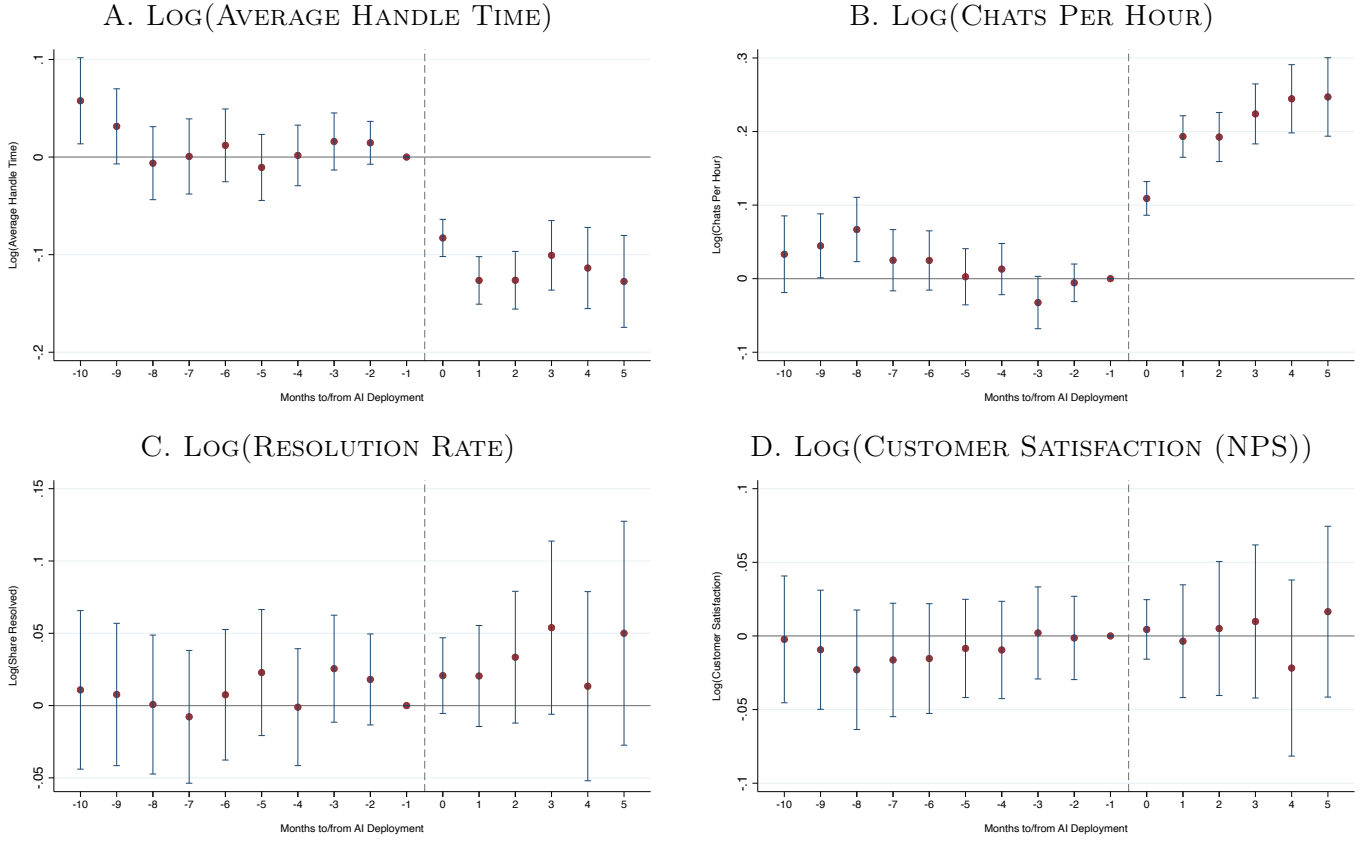 A. Log(Average Handle Time)
.1
0
-.1
-.2
Log(Average Handle Time)
-10 -9 -8 -7 -6 -5 -4 -3 -2 -1 0 1 2 3 4 5
Months to/from AI Deployment
B. Log(Chats Per Hour)
.3
.2
.1
0
-.1
Log(Chats Per Hour)
-10 -9 -8 -7 -6 -5 -4 -3 -2 -1 0 1 2 3 4 5
Months to/from AI Deployment
C. Log(Resolution Rate)
.15
.1
.05
0
-.05
Log(Share Resolved)
-10 -9 -8 -7 -6 -5 -4 -3 -2 -1 0 1 2 3 4 5
Months to/from AI Deployment
D. Log(Customer Satisfaction (NPS))
.1
.05
0
-.05
-.1
Log(Customer Satisfaction)
-10 -9 -8 -7 -6 -5 -4 -3 -2 -1 0 1 2 3 4 5
Months to/from AI Deployment